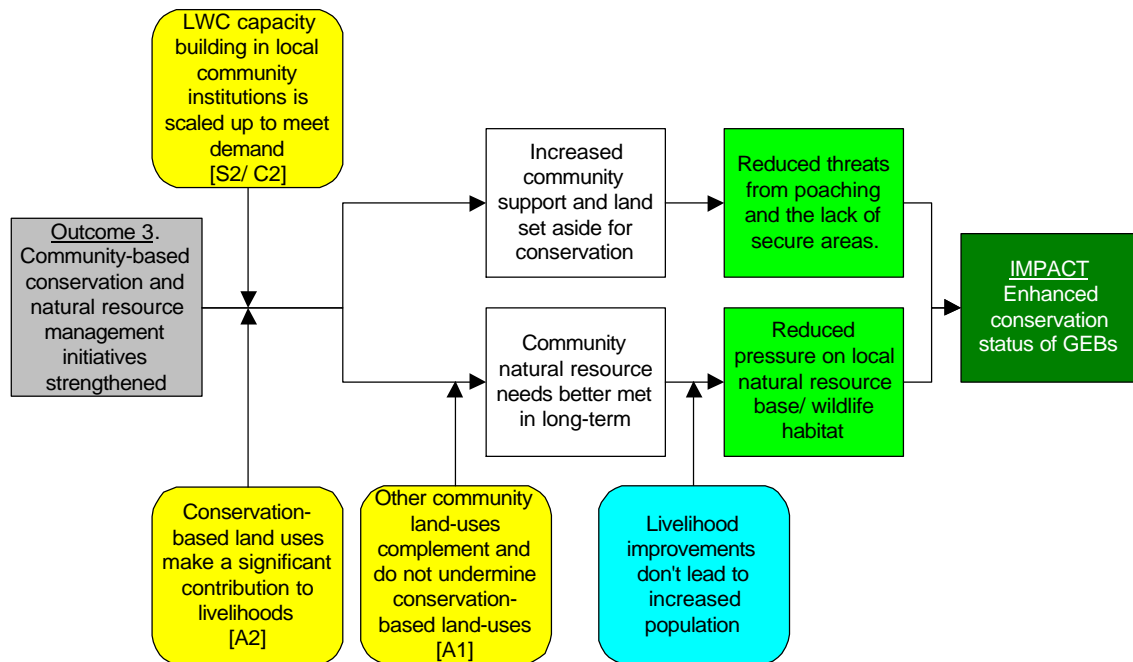 LWC capacity
building in local
community
institutions is
scaled up to meet
demand
[S2/ C2]
Increased
community
support and land
set aside for
conservation
Reduced threats
from poaching
and the lack of
secure areas.
Outcome 3.
Community-based
conservation and
natural resource
management
initiatives
strengthened
IMPACT
Enhanced
conservation
status of GEBs
Community
natural resource
needs better met
in long-term
Reduced
pressure on local
natural resource
base/ wildlife
habitat
Conservation-
based land uses
make a significant
contribution to
livelihoods
[A2]
Other community
land-uses
complement and
do not undermine
conservation-
based land-uses
[A1]
Livelihood
improvements
don't lead to
increased
population